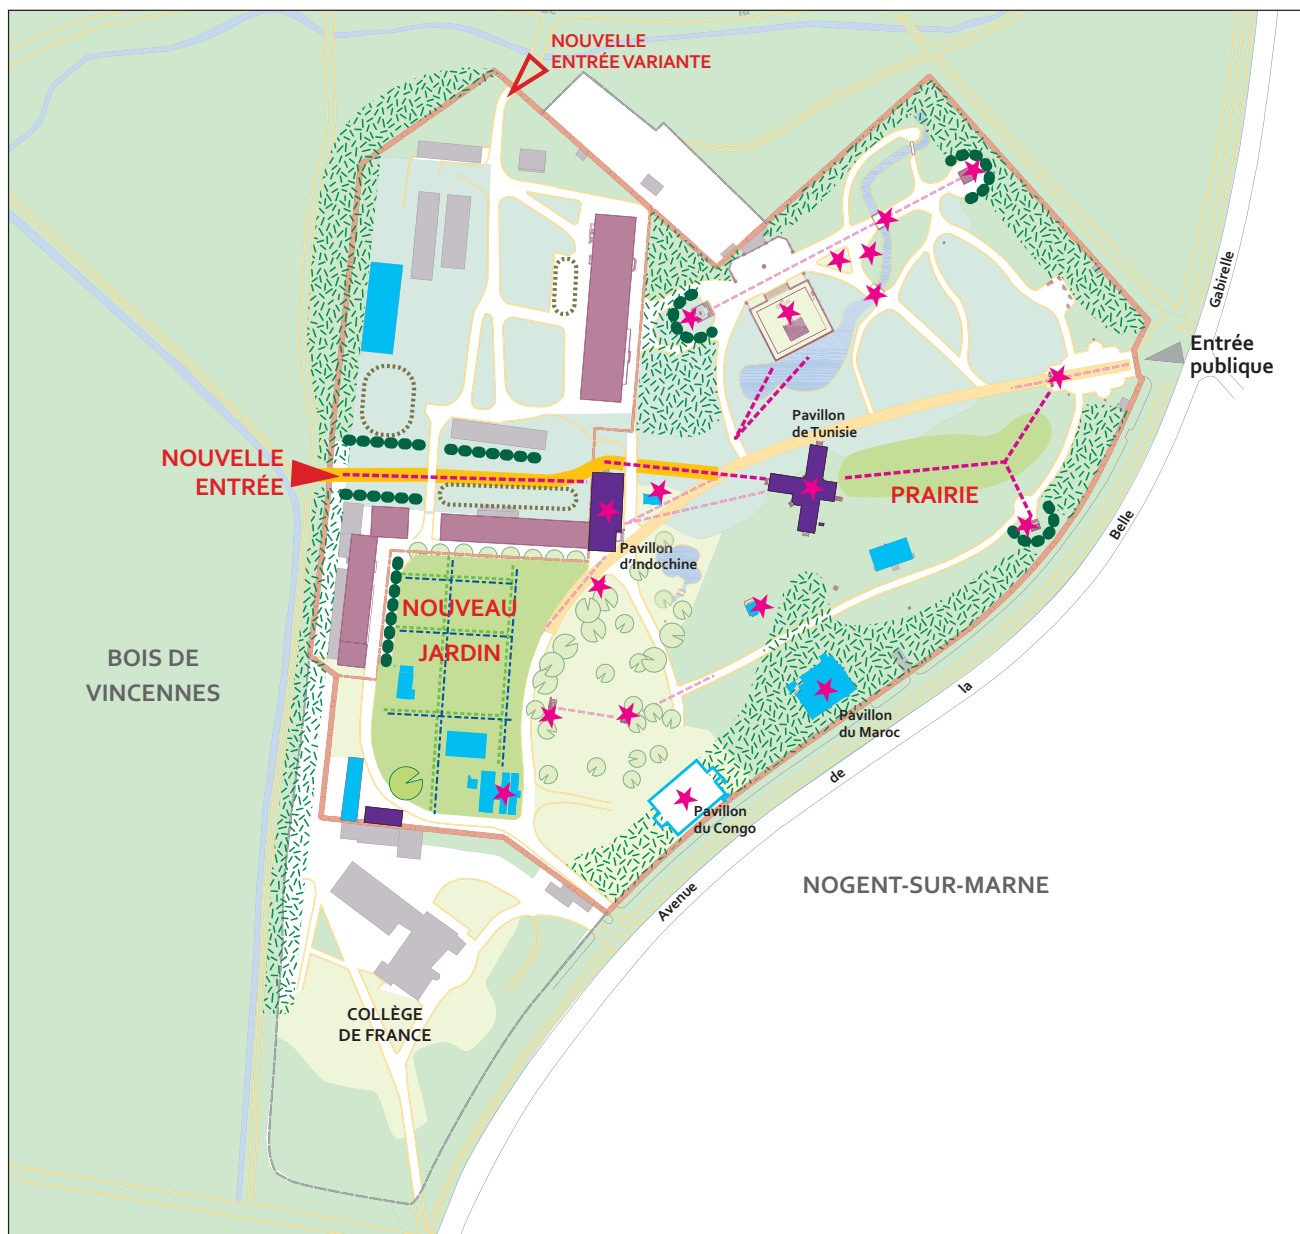 NOUVELLE
ENTRÉE VARIANTE
Gabirelle
Entrée
publique
Pavillon
de Tunisie
NOUVELLE
ENTRÉE
PRAIRIE
Belle
Pavillon
d'Indochine
NOUVEAU
JARDIN
BOIS DE
VINCENNES
la
Pavillon
du Maroc
de
Pavillon
du Congo
Avenue
NOGENT-SUR-MARNE
COLLÈGE
DE FRANCE